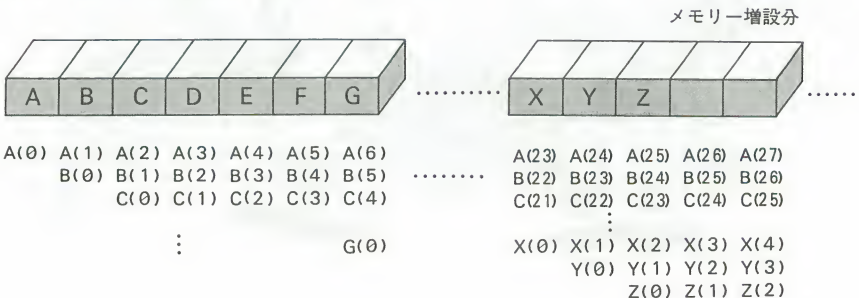 メモリー増設分
A B C D E F G ......... X Y Z ......
A(0) A(1) A(2) A(3) A(4) A(5) A(6) A(23) A(24) A(25) A(26) A(27)
B(0) B(1) B(2) B(3) B(4) B(5) ........ B(22) B(23) B(24) B(25) B(26)
C(0) C(1) C(2) C(3) C(4) C(21) C(22) C(23) C(24) C(25)
⋮ ⋮
G(0) X(0) X(1) X(2) X(3) X(4)
Y(0) Y(1) Y(2) Y(3)
Z(0) Z(1) Z(2)